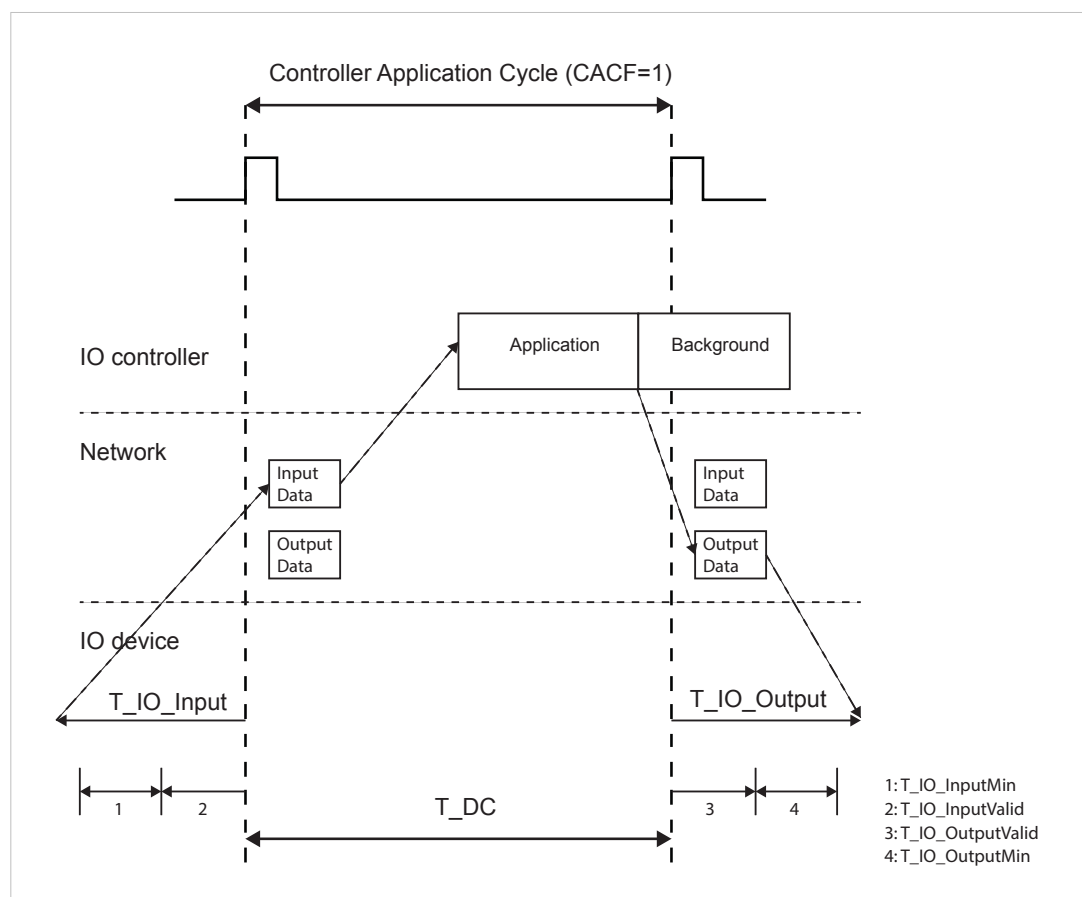 Controller Application Cycle (CACF=1)
IO controller
Application
Background
Network
Input
Data
Input
Data
Output
Data
Output
Data
IO device
T_IO_Input
T_IO_Output
1
2
T_DC
3
4
1: T_IO_InputMin
2: T_IO_InputValid
3: T_IO_OutputValid
4: T_IO_OutputMin